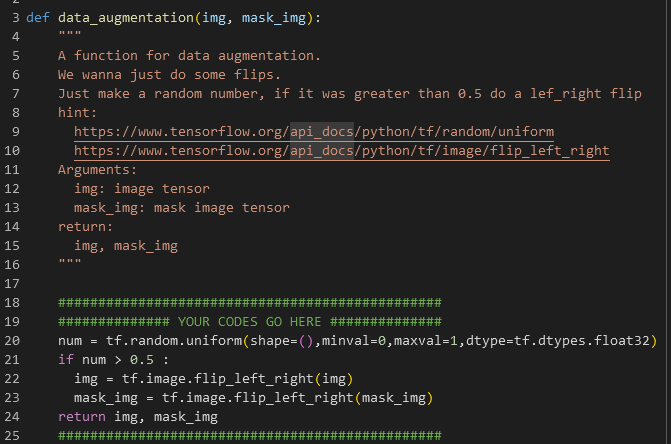 2
3 def data_augmentation(img, mask_img):
4 """
5 A function for data augmentation.
6 We wanna just do some flips.
7 Just make a random number, if it was greater than 0.5 do a lef_right flip
8 hint:
9 https://www.tensorflow.org/api_docs/python/tf/random/uniform
10 https://www.tensorflow.org/api_docs/python/tf/image/flip_left_right
11 Arguments:
12 img: image tensor
13 mask_img: mask image tensor
14 return:
15 img, mask_img
16 """
17
18 ################################################
19 ############## YOUR CODES GO HERE ##############
20 num = tf.random.uniform(shape=(),minval=0,maxval=1,dtype=tf.dtypes.float32)
21 if num > 0.5 :
22 img = tf.image.flip_left_right(img)
23 mask_img = tf.image.flip_left_right(mask_img)
24 return img, mask_img
25 ################################################